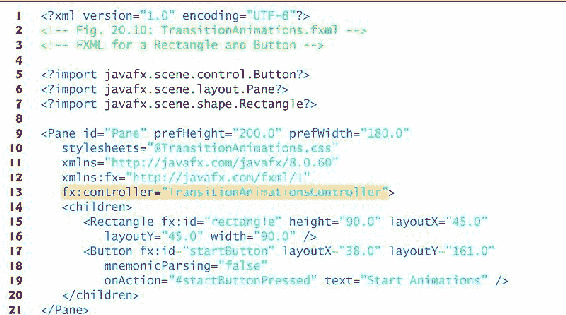 1 <?xml version="1.0" encoding="UTF-8"?>
2 <!-- Fig. 20.10: TransitionAnimations.fxml -->
3 <!-- FXML for a Rectangle and Button -->
4
5 <?import javafx.scene.control.Button?>
6 <?import javafx.scene.layout.Pane?>
7 <?import javafx.scene.shape.Rectangle?>
8
9 <Pane id="Pane" prefHeight="200.0" prefWidth="180.0"
10 stylesheets="@TransitionAnimations.css"
11 xmlns="http://javafx.com/javafx/8.0.60"
12 xmlns:fx="http://javafx.com/fxml/1"
13 fx:controller="TransitionAnimationsController">
14 <children>
15 <Rectangle fx:id="rectangle" height="90.0" layoutX="45.0"
16 layoutY="45.0" width="90.0" />
17 <Button fx:id="startButton" layoutX="38.0" layoutY="161.0"
18 mnemonicParsing="false"
19 onAction="#startButtonPressed" text="Start Animations" />
20 </children>
21 </Pane>